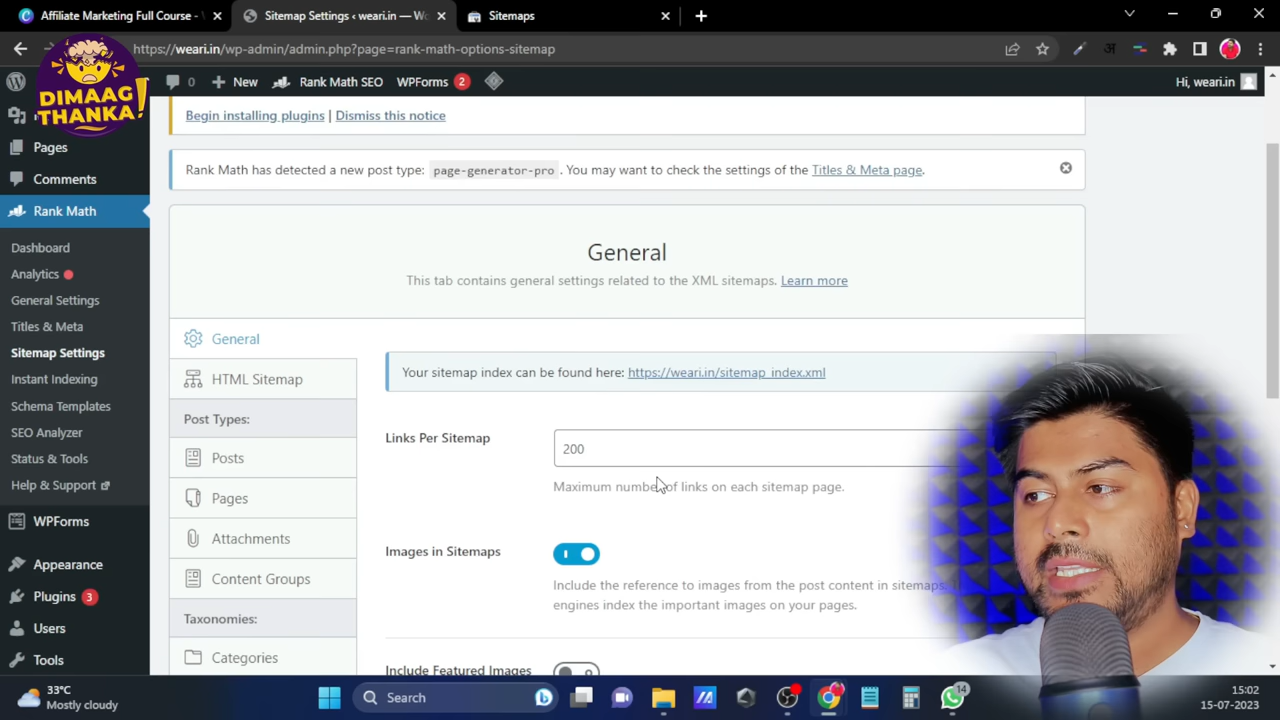 Affiliate Marketing Full Course -
Sitemap Settings ‹ weari.in — Wo
Sitemaps
https://weari.in/wp-admin/admin.php?page=rank-math-options-sitemap
DIMAAG
THANKA!
0
New
Rank Math SEO
WPForms 2
Hi, weari.in
Begin installing plugins | Dismiss this notice
Pages
Comments
Rank Math
Dashboard
Analytics
General Settings
Titles & Meta
Sitemap Settings
Instant Indexing
Schema Templates
SEO Analyzer
Status & Tools
Help & Support
WPForms
Appearance
Plugins 3
Users
Tools
Rank Math has detected a new post type: page-generator-pro. You may want to check the settings of the Titles & Meta page.
General
This tab contains general settings related to the XML sitemaps. Learn more
General
HTML Sitemap
Post Types:
Posts
Pages
Attachments
Content Groups
Taxonomies:
Categories
Your sitemap index can be found here: https://weari.in/sitemap_index.xml
Links Per Sitemap
200
Maximum number of links on each sitemap page.
Images in Sitemaps
Include the reference to images from the post content in sitemaps.
engines index the important images on your pages.
Include Featured Images
33°C
Mostly cloudy
Search
14
15:02
15-07-2023